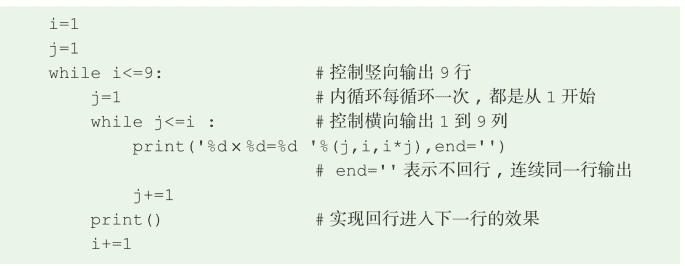 i=1
j=1
while i<=9:                # 控制竖向输出 9 行
    j=1                    # 内循环每循环一次，都是从 1 开始
    while j<=i :           # 控制横向输出 1 到 9 列
        print('%d×%d=%d '%(j,i,i*j),end='')
                           # end='' 表示不回行，连续同一行输出
        j+=1
    print()                # 实现回行进入下一行的效果
    i+=1